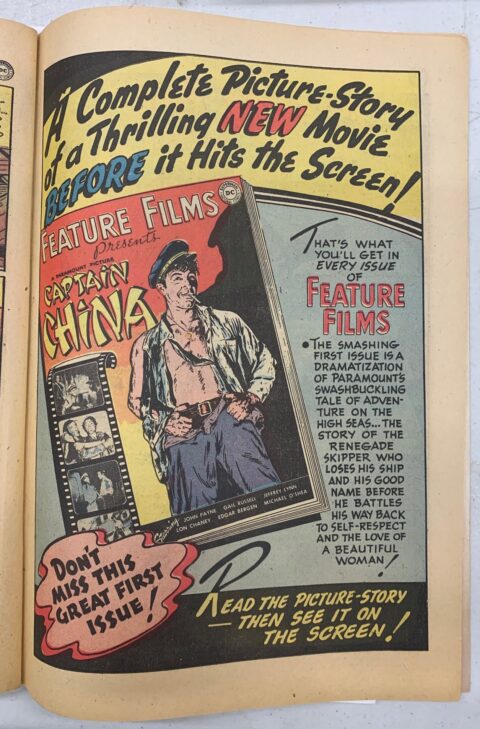 A Complete Picture-Story
of a Thrilling NEW Movie
BEFORE it Hits the Screen!
FEATURE FILMS
Presents
DC
A PARAMOUNT PICTURE
CAPTAIN
CHINA
Starring JOHN PAYNE GAIL RUSSELL JEFFREY LYNN
LON CHANEY EDGAR BERGEN MICHAEL O'SHEA
THAT'S WHAT
YOU'LL GET IN
EVERY ISSUE
OF
FEATURE
FILMS
• THE SMASHING
FIRST ISSUE IS A
DRAMATIZATION
OF PARAMOUNT'S
SWASHBUCKLING
TALE OF ADVEN-
TURE ON THE
HIGH SEAS... THE
STORY OF THE
RENEGADE
SKIPPER WHO
LOSES HIS SHIP
AND HIS GOOD
NAME BEFORE
HE BATTLES
HIS WAY BACK
TO SELF-RESPECT
AND THE LOVE OF
A BEAUTIFUL
WOMAN!
DON'T
MISS THIS
GREAT FIRST
ISSUE!
READ THE PICTURE-STORY
— THEN SEE IT ON
THE SCREEN!